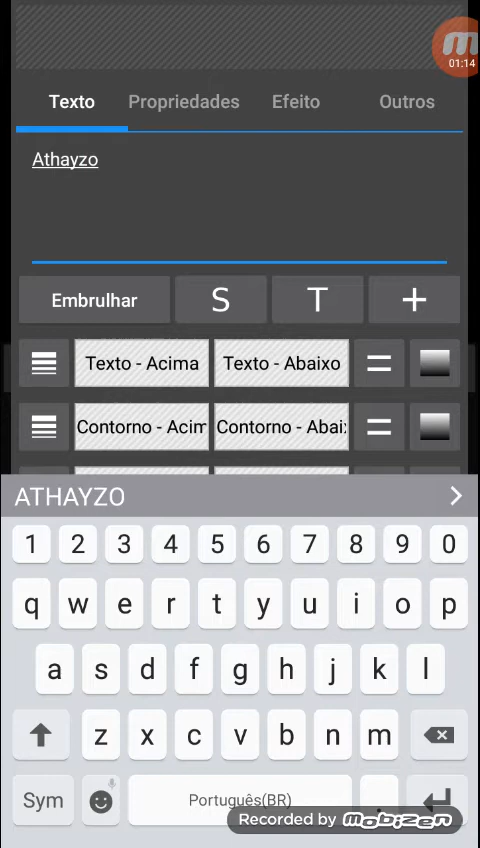 01:14
Texto Propriedades Efeito Outros
Athayzo
Embrulhar S T +
Texto - Acima Texto - Abaixo =
Contorno - Acim Contorno - Abai =
ATHAYZO
1 2 3 4 5 6 7 8 9 0
q w e r t y u i o p
a s d f g h j k l
z x c v b n m
Sym Português(BR) .
Recorded by mobizen